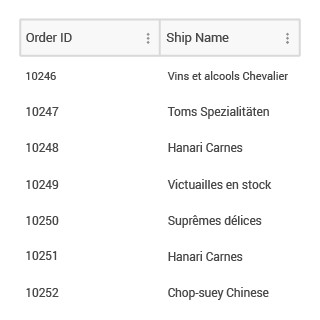 Order ID Ship Name
10246 Vins et alcools Chevalier
10247 Toms Spezialitäten
10248 Hanari Carnes
10249 Victuailles en stock
10250 Suprêmes délices
10251 Hanari Carnes
10252 Chop-suey Chinese